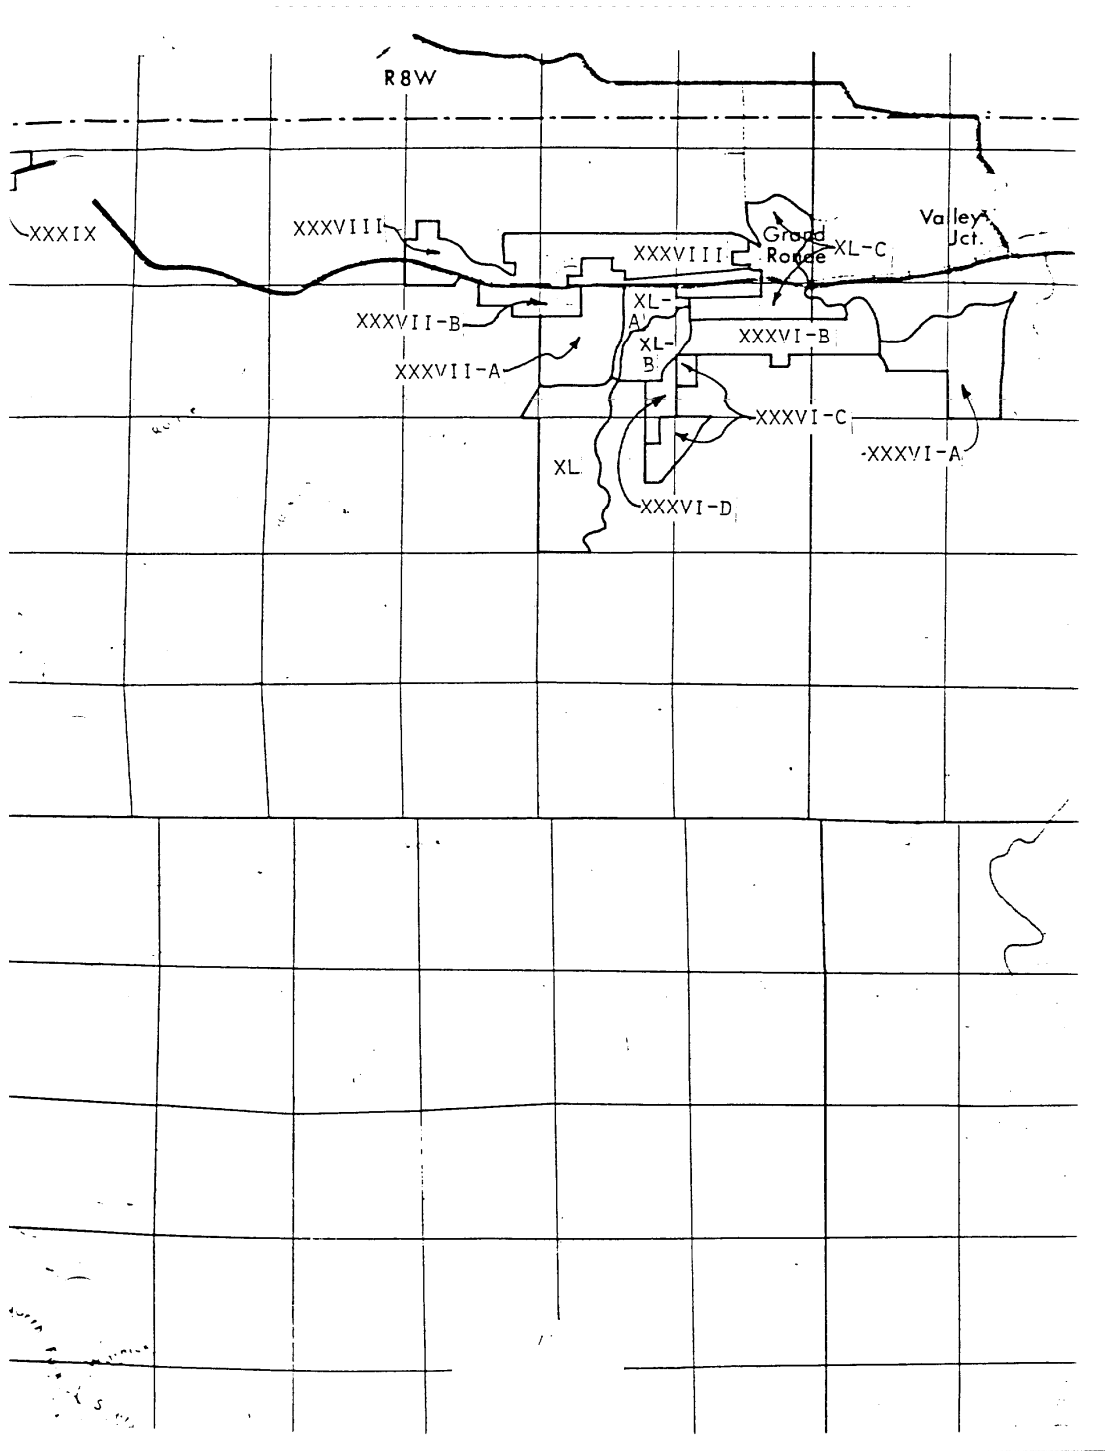 R8W
Valley
Jct.
XXXIX
XXXVIII
XXXVIII
Grand
Ronde
XL-C
XXXVII-B
XL-
A
XL-
B
XXXVI-B
XXXVII-A
XXXVI-C
XXXVI-A
XL
XXXVI-D